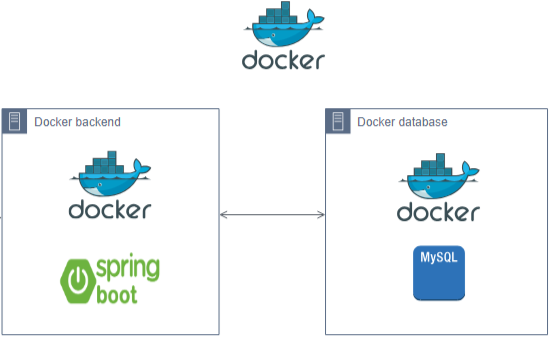 docker
Docker backend
Docker database
docker
docker
spring
boot
MySQL